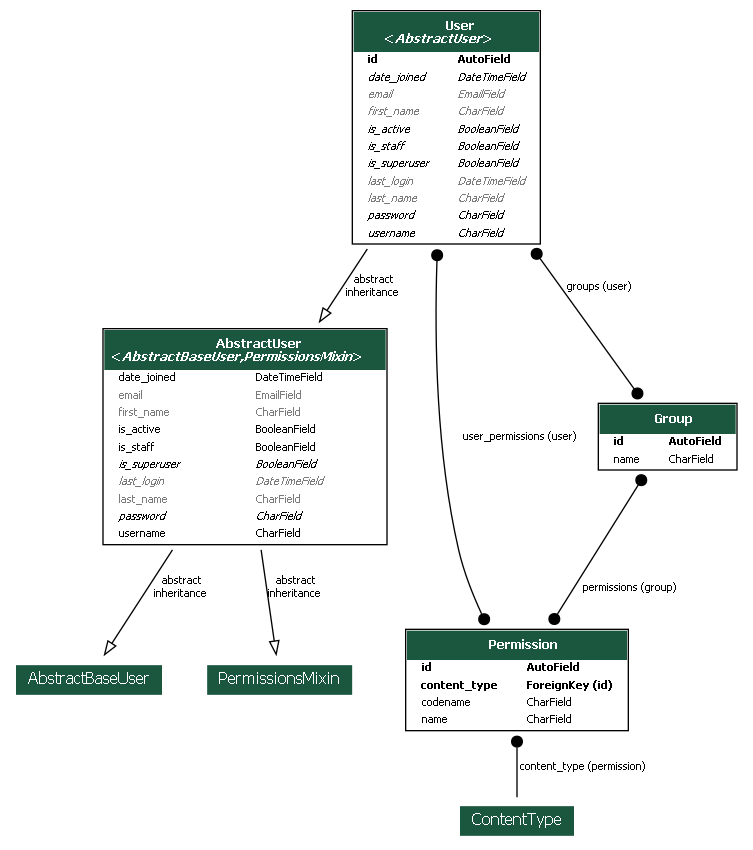 User
<AbstractUser>
id AutoField
date_joined DateTimeField
email EmailField
first_name CharField
is_active BooleanField
is_staff BooleanField
is_superuser BooleanField
last_login DateTimeField
last_name CharField
password CharField
username CharField
abstract
inheritance
groups (user)
AbstractUser
<AbstractBaseUser,PermissionsMixin>
date_joined DateTimeField
email EmailField
first_name CharField
is_active BooleanField
is_staff BooleanField
is_superuser BooleanField
last_login DateTimeField
last_name CharField
password CharField
username CharField
user_permissions (user)
Group
id AutoField
name CharField
abstract
inheritance
abstract
inheritance
permissions (group)
AbstractBaseUser
PermissionsMixin
Permission
id AutoField
content_type ForeignKey (id)
codename CharField
name CharField
content_type (permission)
ContentType